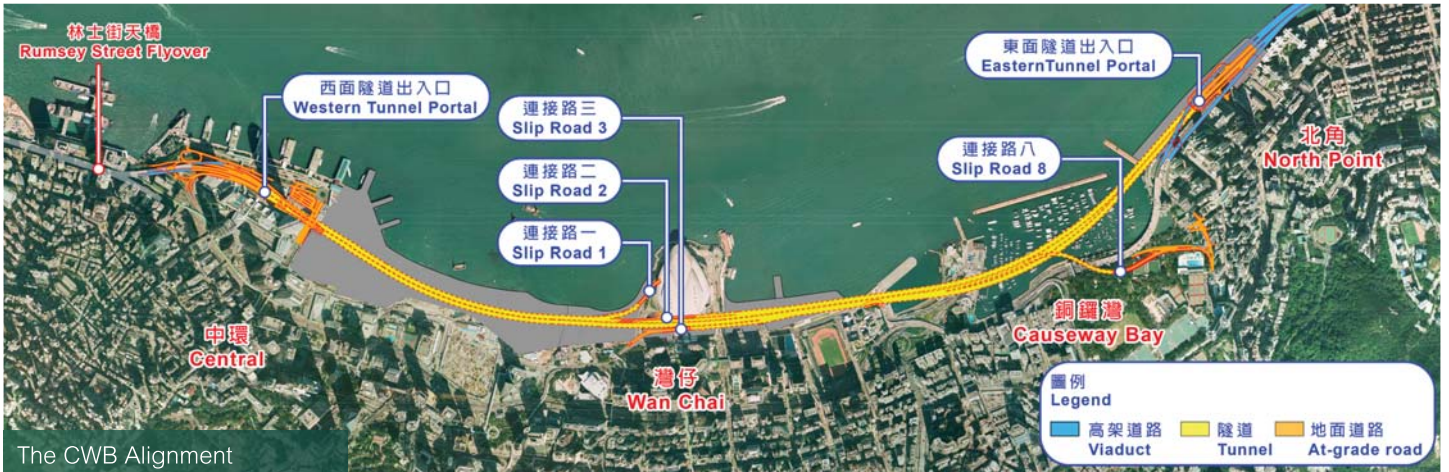 林士街天橋
Rumsey Street Flyover
西面隧道出入口
Western Tunnel Portal
連接路三
Slip Road 3
連接路二
Slip Road 2
連接路一
Slip Road 1
東面隧道出入口
EasternTunnel Portal
連接路八
Slip Road 8
北角
North Point
中環
Central
灣仔
Wan Chai
銅鑼灣
Causeway Bay
圖例
Legend
高架道路
Viaduct
隧道
Tunnel
地面道路
At-grade road
The CWB Alignment